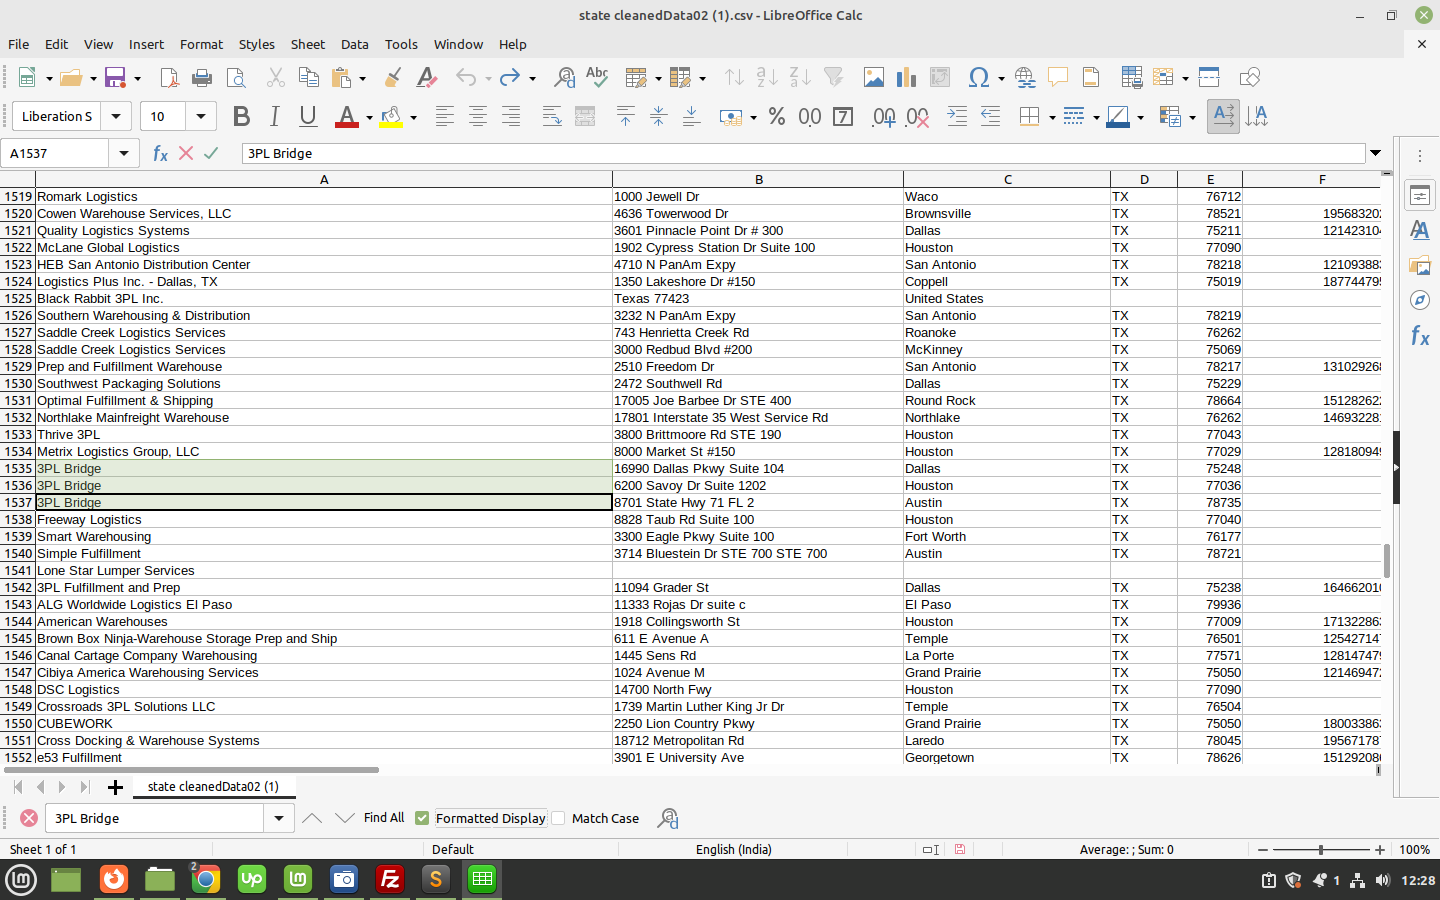 state cleanedData02 (1).csv - LibreOffice Calc
File Edit View Insert Format Styles Sheet Data Tools Window Help
Liberation S 10
A1537 3PL Bridge
A B C D E F
1519 Romark Logistics 1000 Jewell Dr Waco TX 76712
1520 Cowen Warehouse Services, LLC 4636 Towerwood Dr Brownsville TX 78521 195683202
1521 Quality Logistics Systems 3601 Pinnacle Point Dr # 300 Dallas TX 75211 121423104
1522 McLane Global Logistics 1902 Cypress Station Dr Suite 100 Houston TX 77090
1523 HEB San Antonio Distribution Center 4710 N PanAm Expy San Antonio TX 78218 121093883
1524 Logistics Plus Inc. - Dallas, TX 1350 Lakeshore Dr #150 Coppell TX 75019 187744795
1525 Black Rabbit 3PL Inc. Texas 77423 United States
1526 Southern Warehousing & Distribution 3232 N PanAm Expy San Antonio TX 78219
1527 Saddle Creek Logistics Services 743 Henrietta Creek Rd Roanoke TX 76262
1528 Saddle Creek Logistics Services 3000 Redbud Blvd #200 McKinney TX 75069
1529 Prep and Fulfillment Warehouse 2510 Freedom Dr San Antonio TX 78217 131029268
1530 Southwest Packaging Solutions 2472 Southwell Rd Dallas TX 75229
1531 Optimal Fulfillment & Shipping 17005 Joe Barbee Dr STE 400 Round Rock TX 78664 151282622
1532 Northlake Mainfreight Warehouse 17801 Interstate 35 West Service Rd Northlake TX 76262 146932281
1533 Thrive 3PL 3800 Brittmoore Rd STE 190 Houston TX 77043
1534 Metrix Logistics Group, LLC 8000 Market St #150 Houston TX 77029 128180949
1535 3PL Bridge 16990 Dallas Pkwy Suite 104 Dallas TX 75248
1536 3PL Bridge 6200 Savoy Dr Suite 1202 Houston TX 77036
1537 3PL Bridge 8701 State Hwy 71 FL 2 Austin TX 78735
1538 Freeway Logistics 8828 Taub Rd Suite 100 Houston TX 77040
1539 Smart Warehousing 3300 Eagle Pkwy Suite 100 Fort Worth TX 76177
1540 Simple Fulfillment 3714 Bluestein Dr STE 700 STE 700 Austin TX 78721
1541 Lone Star Lumper Services
1542 3PL Fulfillment and Prep 11094 Grader St Dallas TX 75238 164662010
1543 ALG Worldwide Logistics El Paso 11333 Rojas Dr suite c El Paso TX 79936
1544 American Warehouses 1918 Collingsworth St Houston TX 77009 171322863
1545 Brown Box Ninja-Warehouse Storage Prep and Ship 611 E Avenue A Temple TX 76501 125427147
1546 Canal Cartage Company Warehousing 1445 Sens Rd La Porte TX 77571 128147479
1547 Cibiya America Warehousing Services 1024 Avenue M Grand Prairie TX 75050 121469472
1548 DSC Logistics 14700 North Fwy Houston TX 77090
1549 Crossroads 3PL Solutions LLC 1739 Martin Luther King Jr Dr Temple TX 76504
1550 CUBEWORK 2250 Lion Country Pkwy Grand Prairie TX 75050 180033863
1551 Cross Docking & Warehouse Systems 18712 Metropolitan Rd Laredo TX 78045 195671787
1552 e53 Fulfillment 3901 E University Ave Georgetown TX 78626 151292080
state cleanedData02 (1)
3PL Bridge Find All Formatted Display Match Case
Sheet 1 of 1 Default English (India) Average: ; Sum: 0 100%
2 1 12:28